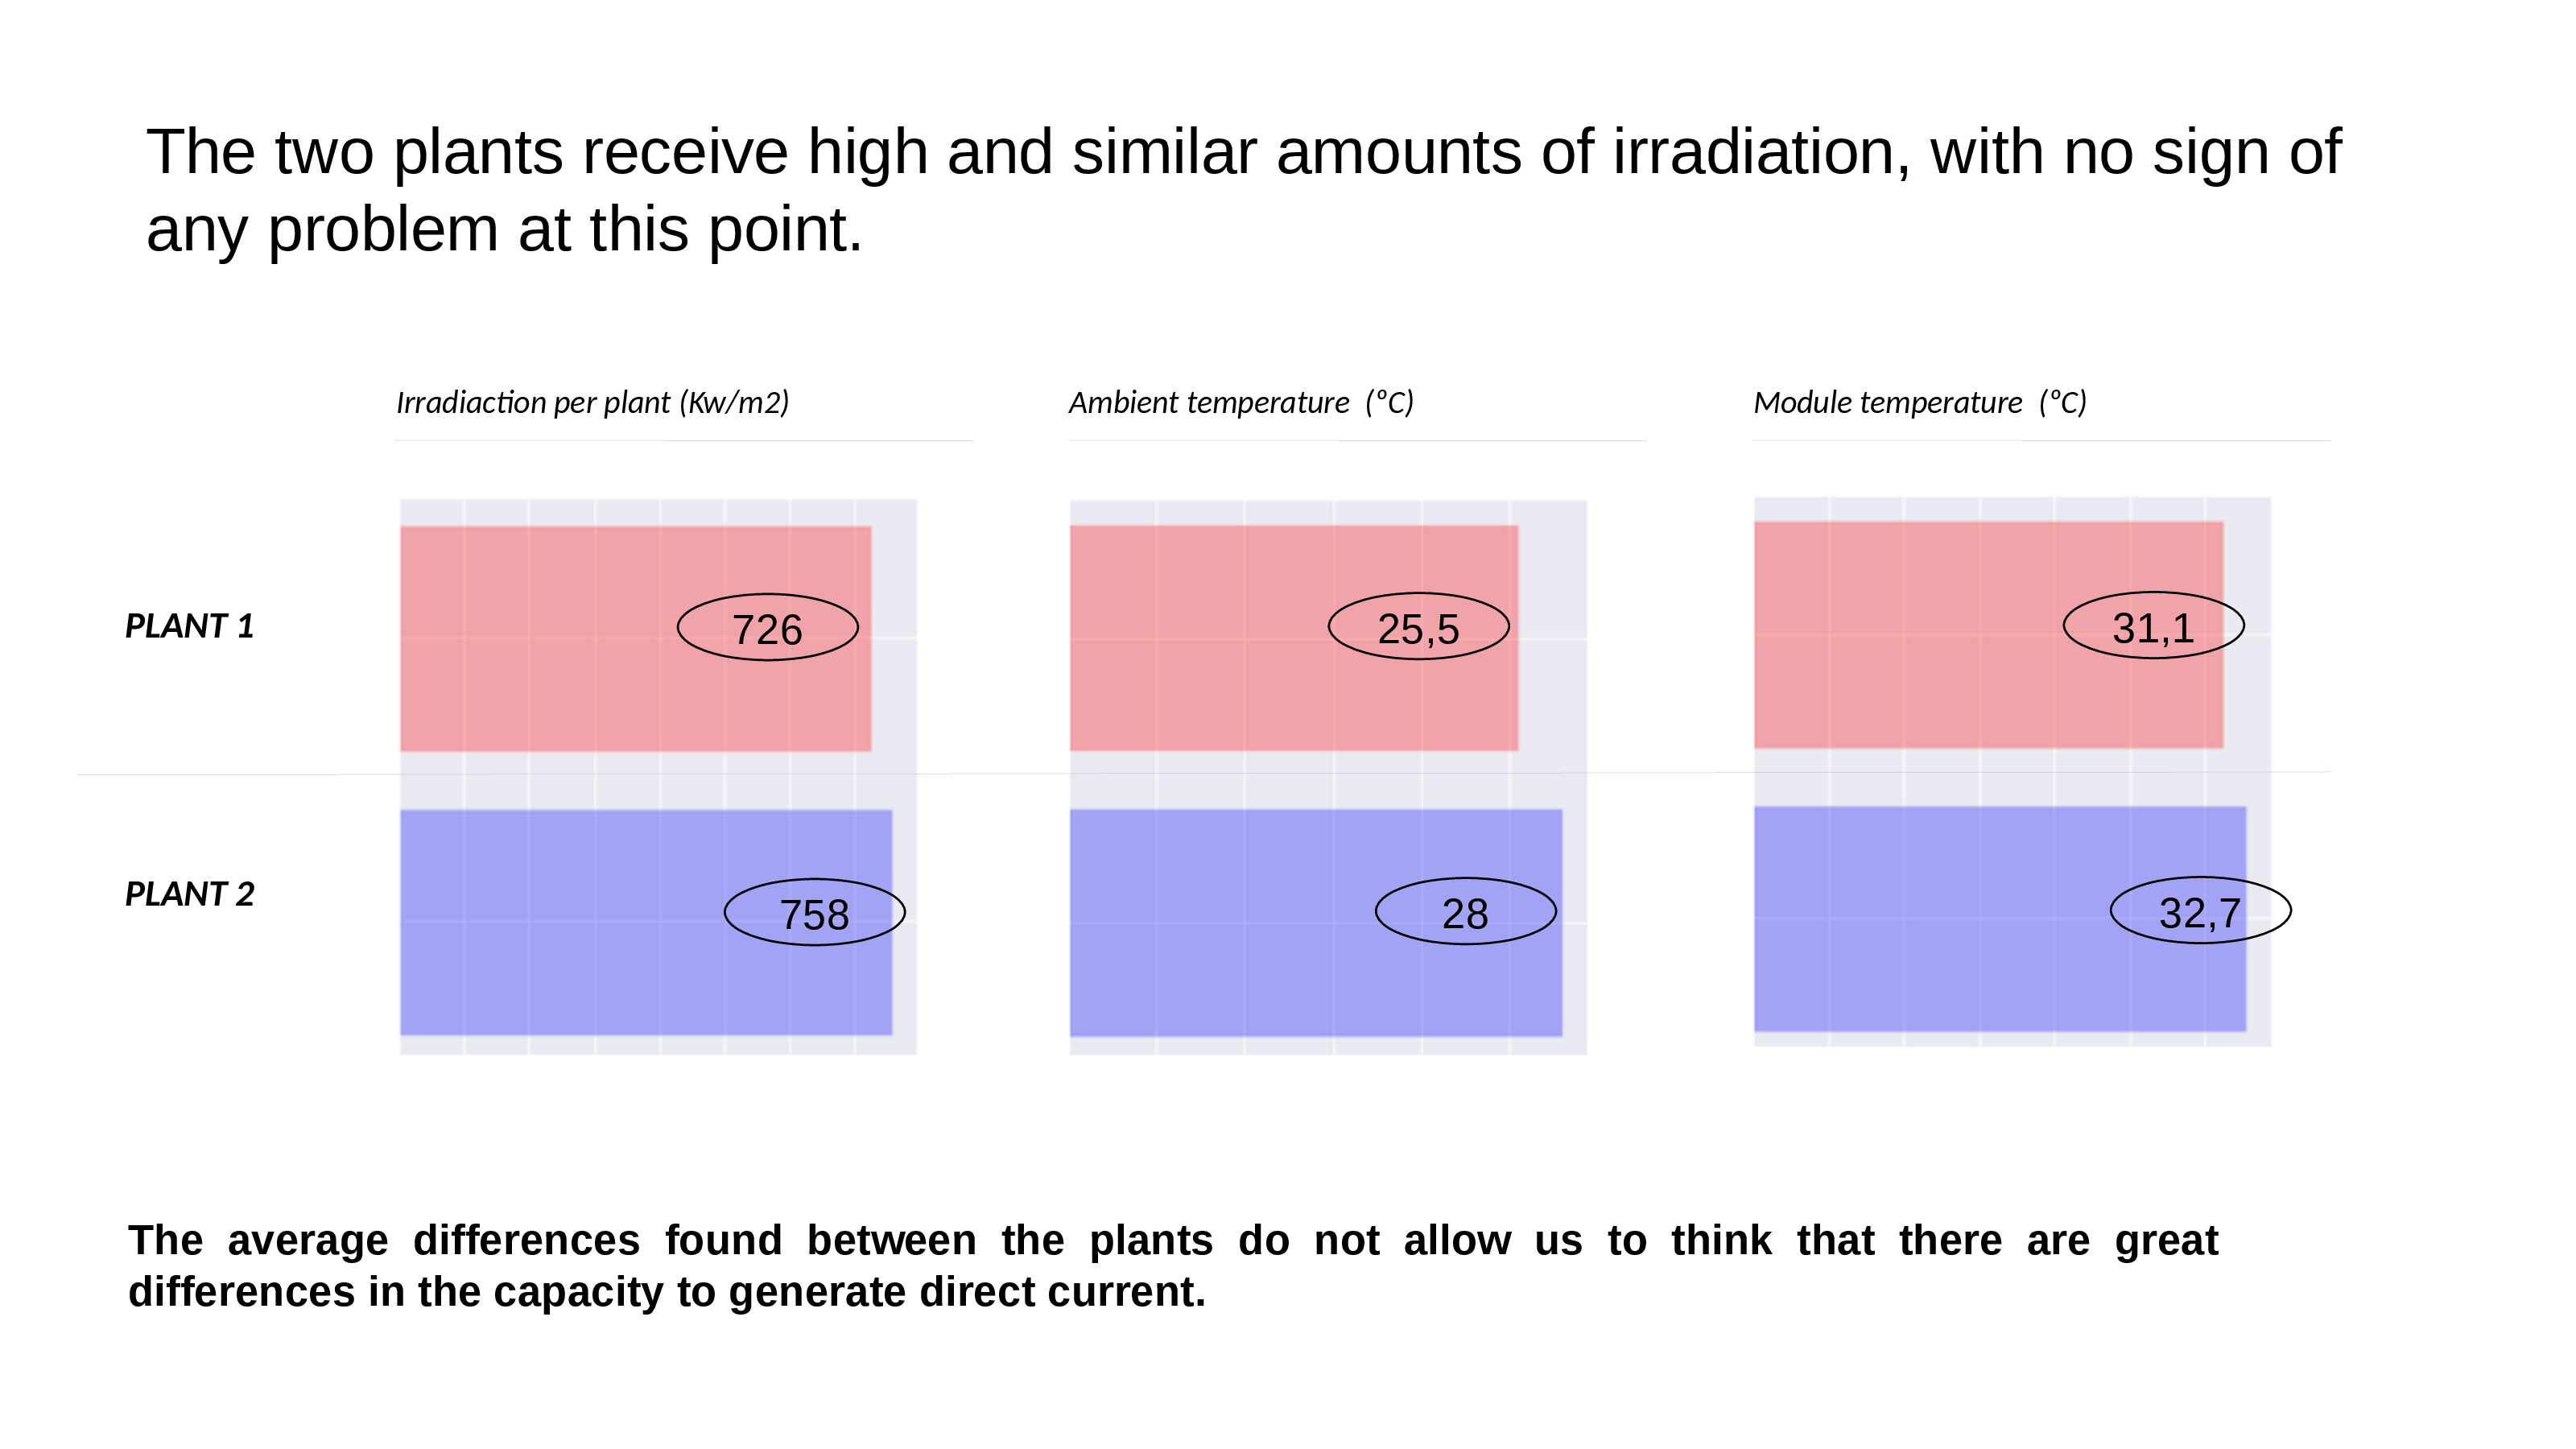 The two plants receive high and similar amounts of irradiation, with no sign of
any problem at this point.
Irradiaction per plant (Kw/m2)
Ambient temperature (ºC)
Module temperature (ºC)
PLANT 1
726
25,5
31,1
PLANT 2
758
28
32,7
The average differences found between the plants do not allow us to think that there are great
differences in the capacity to generate direct current.